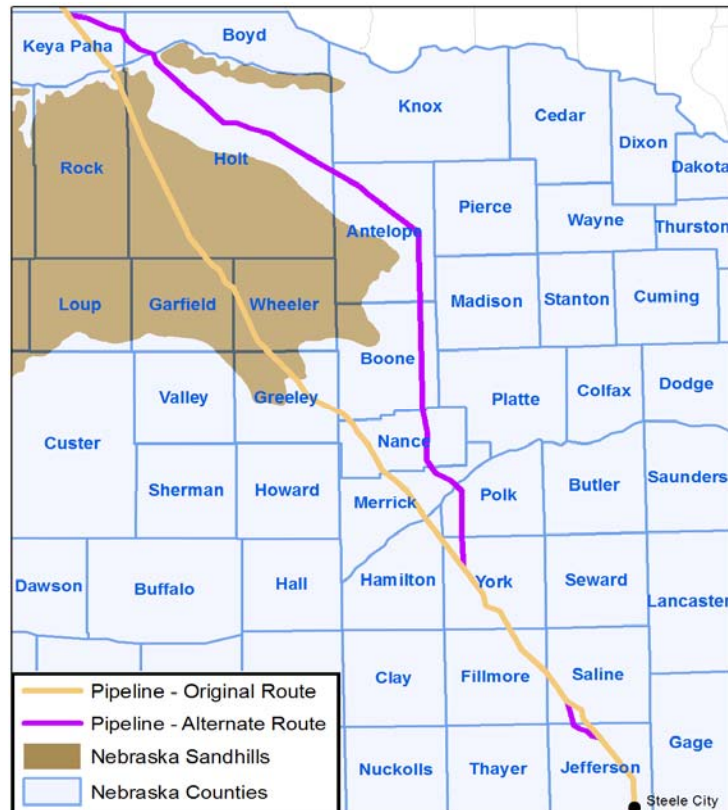 Keya Paha
Boyd
Knox
Cedar
Dixon
Dakota
Rock
Holt
Pierce
Wayne
Thurston
Antelope
Loup
Garfield
Wheeler
Madison
Stanton
Cuming
Boone
Valley
Greeley
Platte
Colfax
Dodge
Custer
Nance
Sherman
Howard
Merrick
Polk
Butler
Saunders
Dawson
Buffalo
Hall
Hamilton
York
Seward
Lancaster
Clay
Fillmore
Saline
Nuckolls
Thayer
Jefferson
Gage
Steele City
Pipeline - Original Route
Pipeline - Alternate Route
Nebraska Sandhills
Nebraska Counties